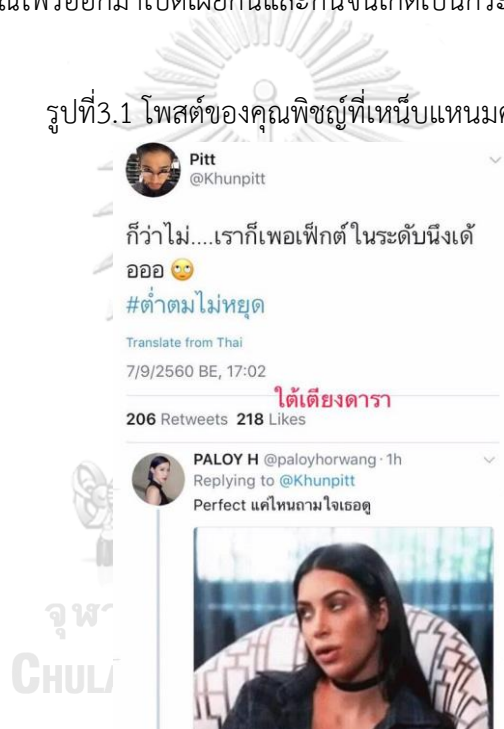 รูปที่3.1 โพสต์ของคุณพิชญ์ที่เหน็บแหนม
Pitt
@Khunpitt
ก็ว่าไม่....เราก็เพอเฟ็กต์ ในระดับนึงเด้
อออ 🙄
#ต่ำตมไม่หยุด
Translate from Thai
7/9/2560 BE, 17:02
ใต้เตียงดารา
206 Retweets 218 Likes
PALOY H @paloyhorwang · 1h
Replying to @Khunpitt
Perfect แค่ไหนถามใจเธอดู
จุฬา
CHULA